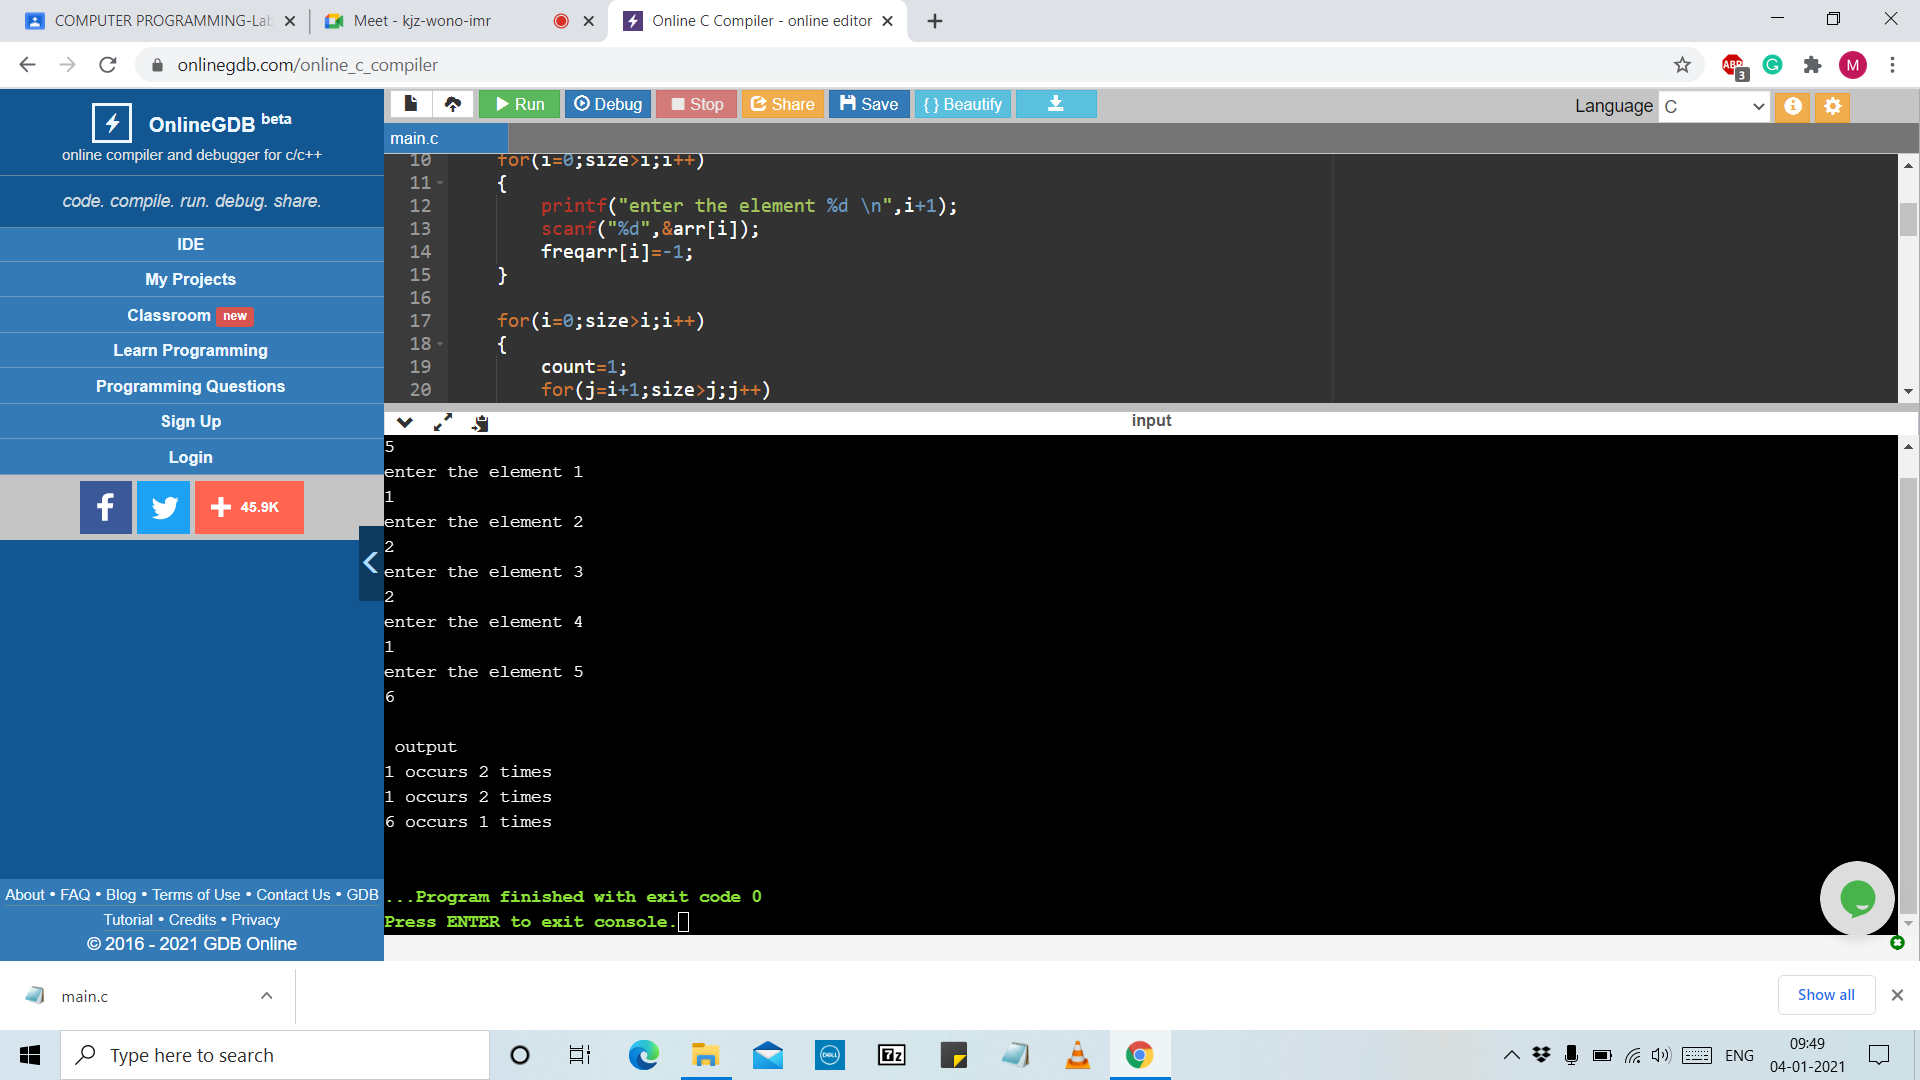 COMPUTER PROGRAMMING-Lab
Meet - kjz-wono-imr
Online C Compiler - online editor
onlinegdb.com/online_c_compiler
ABP
3
M
OnlineGDB beta
online compiler and debugger for c/c++
code. compile. run. debug. share.
IDE
My Projects
Classroom new
Learn Programming
Programming Questions
Sign Up
Login
45.9K
About • FAQ • Blog • Terms of Use • Contact Us • GDB
Tutorial • Credits • Privacy
© 2016 - 2021 GDB Online
Run
Debug
Stop
Share
Save
{ } Beautify
Language C
main.c
10 for(i=0;size>i;i++)
11 {
12 printf("enter the element %d \n",i+1);
13 scanf("%d",&arr[i]);
14 freqarr[i]=-1;
15 }
16
17 for(i=0;size>i;i++)
18 {
19 count=1;
20 for(j=i+1;size>j;j++)
input
5
enter the element 1
1
enter the element 2
2
enter the element 3
2
enter the element 4
1
enter the element 5
6
output
1 occurs 2 times
1 occurs 2 times
6 occurs 1 times
...Program finished with exit code 0
Press ENTER to exit console.
main.c
Show all
Type here to search
DELL
7z
ENG
09:49
04-01-2021